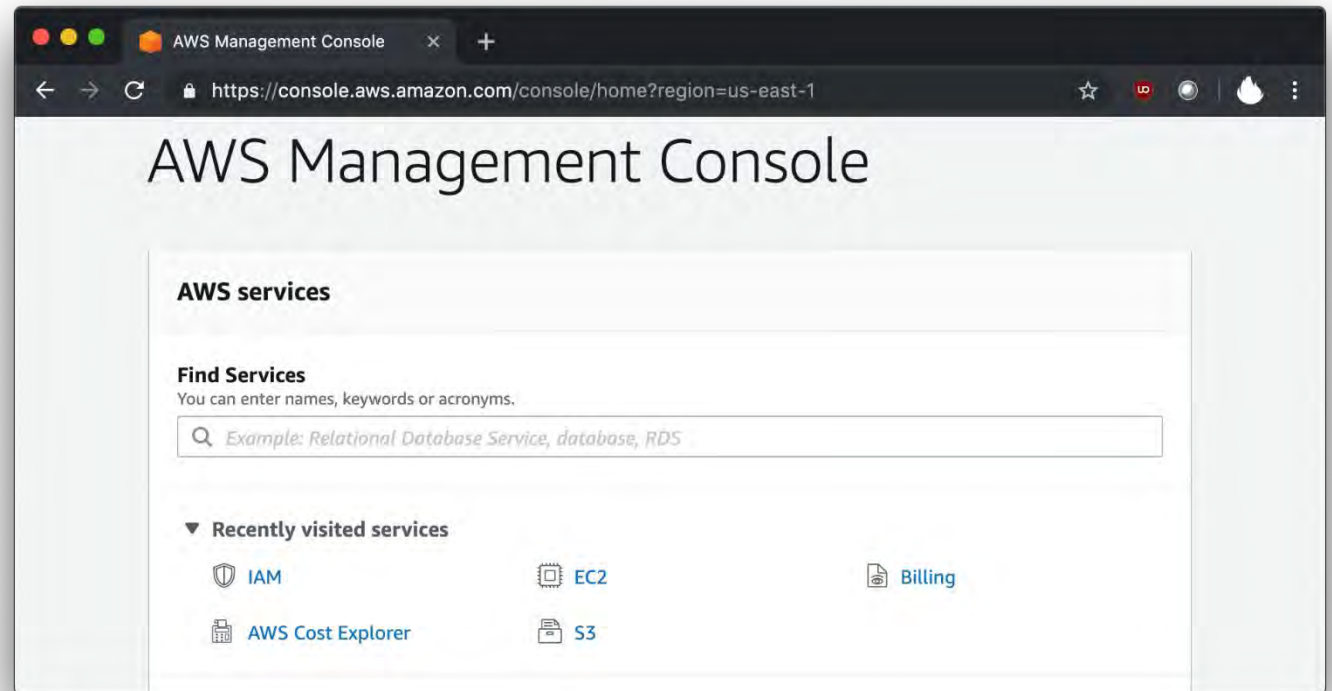 AWS Management Console
https://console.aws.amazon.com/console/home?region=us-east-1
AWS Management Console
AWS services
Find Services
You can enter names, keywords or acronyms.
Example: Relational Database Service, database, RDS
Recently visited services
IAM EC2 Billing
AWS Cost Explorer S3